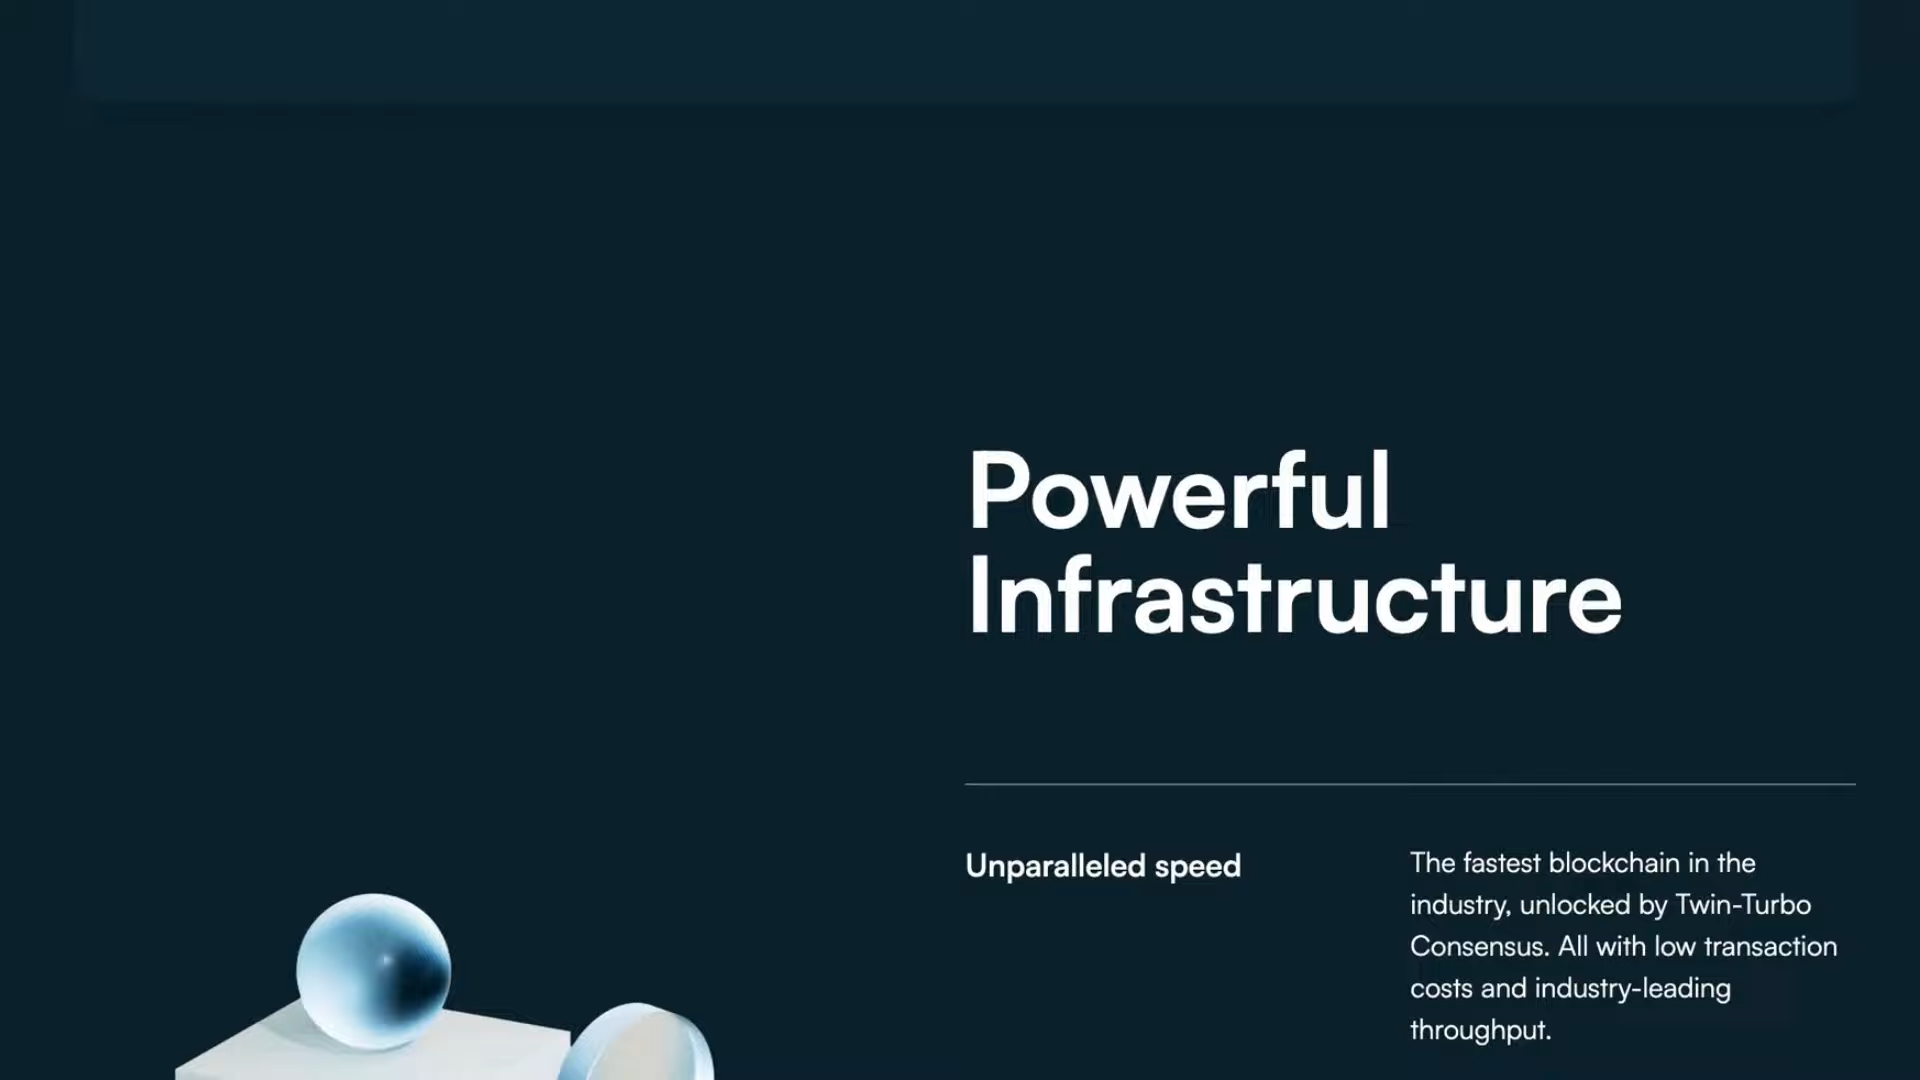 Powerful
Infrastructure
Unparalleled speed
The fastest blockchain in the
industry, unlocked by Twin-Turbo
Consensus. All with low transaction
costs and industry-leading
throughput.